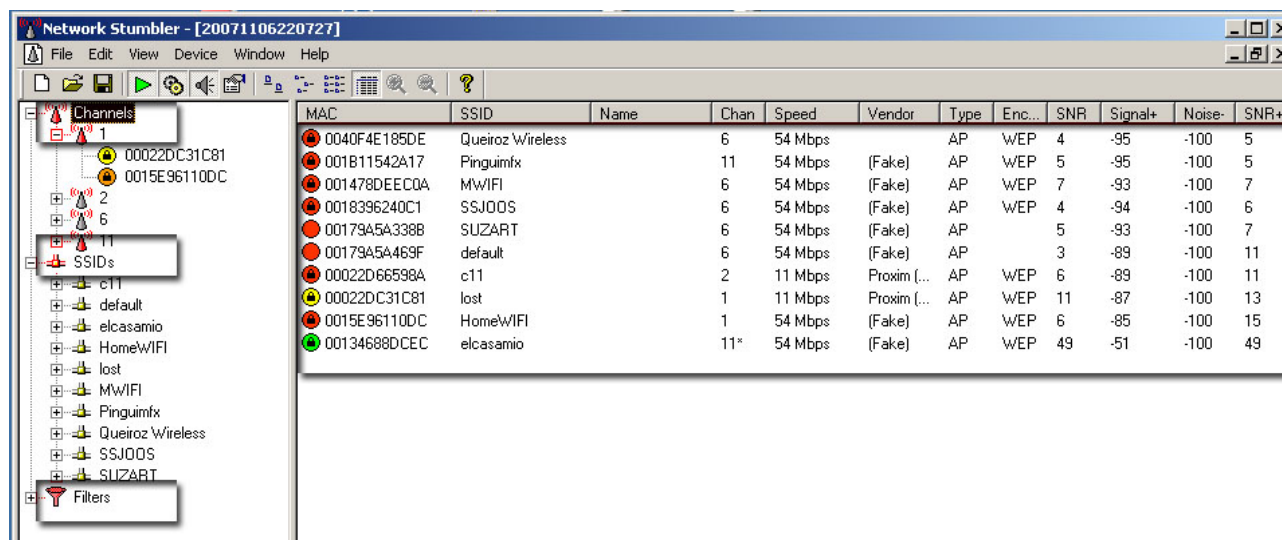 Network Stumbler - [20071106220727]
File Edit View Device Window Help
Channels
1
00022DC31C81
0015E96110DC
2
6
11
SSIDs
c11
default
elcasamio
HomeWIFI
lost
MWIFI
Pinguimfx
Queiroz Wireless
SSJOOS
SUZART
Filters
MAC SSID Name Chan Speed Vendor Type Enc... SNR Signal+ Noise- SNR+
0040F4E185DE Queiroz Wireless 6 54 Mbps AP WEP 4 -95 -100 5
001B11542A17 Pinguimfx 11 54 Mbps (Fake) AP WEP 5 -95 -100 5
001478DEEC0A MWIFI 6 54 Mbps (Fake) AP WEP 7 -93 -100 7
0018396240C1 SSJOOS 6 54 Mbps (Fake) AP WEP 4 -94 -100 6
00179A5A338B SUZART 6 54 Mbps (Fake) AP 5 -93 -100 7
00179A5A469F default 6 54 Mbps (Fake) AP 3 -89 -100 11
00022D66598A c11 2 11 Mbps Proxim (... AP WEP 6 -89 -100 11
00022DC31C81 lost 1 11 Mbps Proxim (... AP WEP 11 -87 -100 13
0015E96110DC HomeWIFI 1 54 Mbps (Fake) AP WEP 6 -85 -100 15
00134688DCEC elcasamio 11* 54 Mbps (Fake) AP WEP 49 -51 -100 49